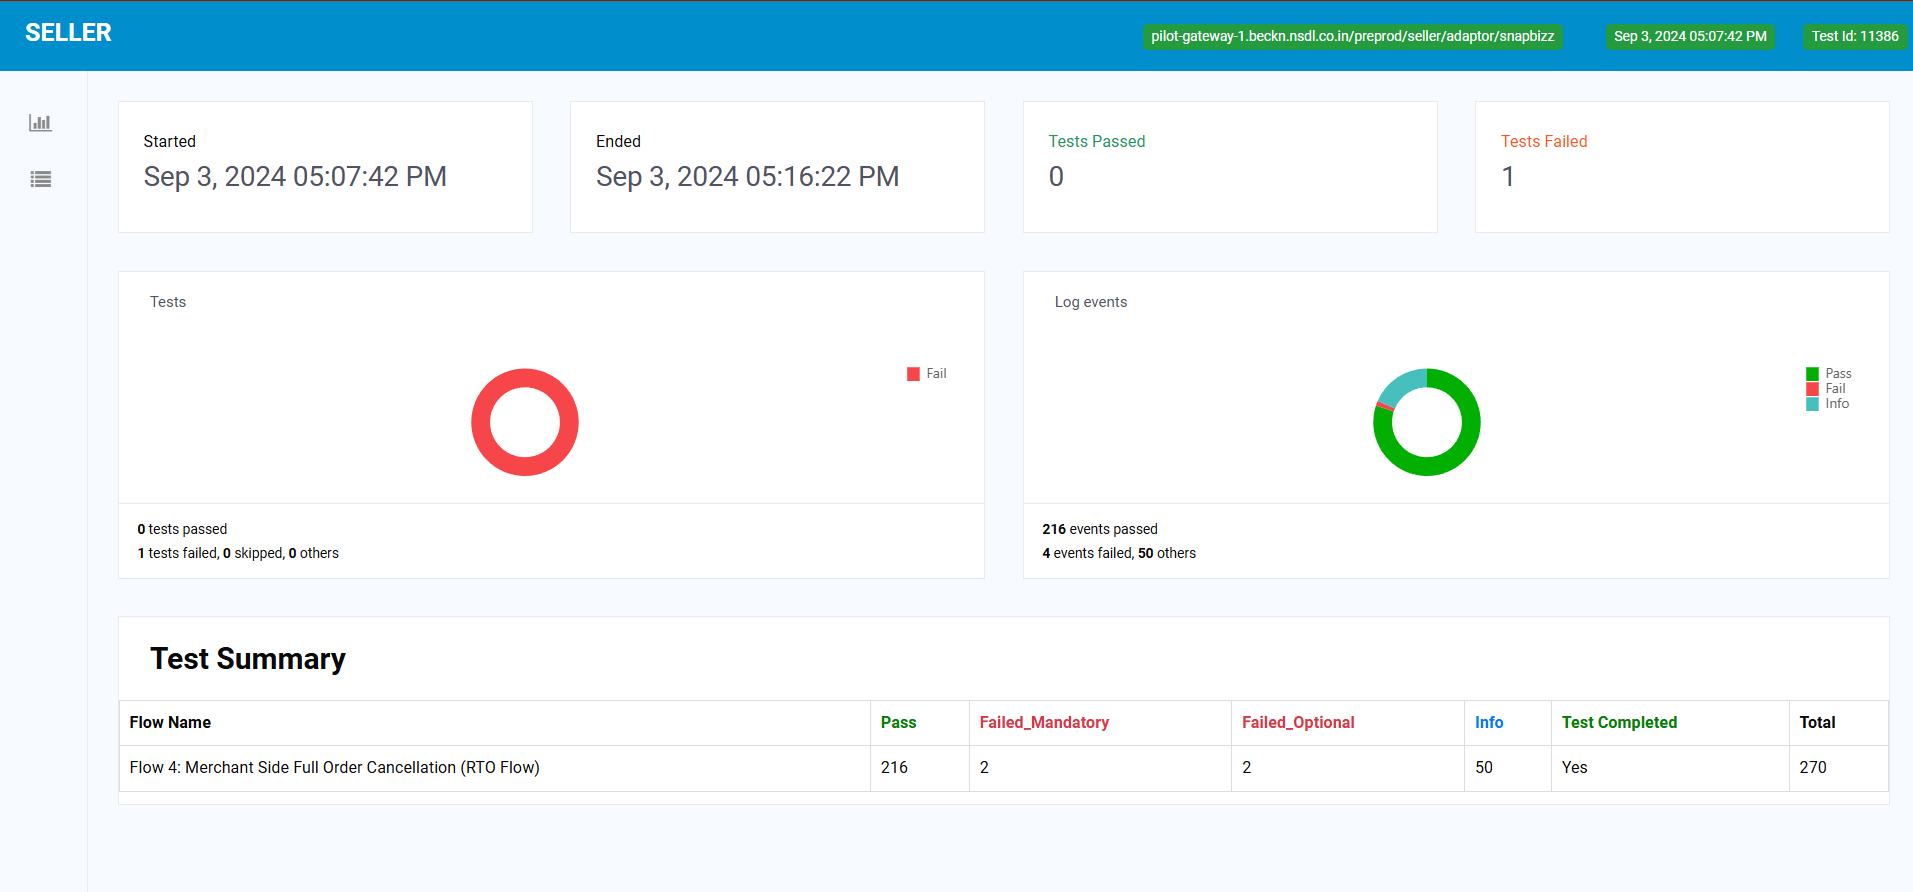 SELLER
pilot-gateway-1.beckn.nsdl.co.in/preprod/seller/adaptor/snapbizz
Sep 3, 2024 05:07:42 PM
Test Id: 11386
Started
Sep 3, 2024 05:07:42 PM
Ended
Sep 3, 2024 05:16:22 PM
Tests Passed
0
Tests Failed
1
Tests
Fail
0 tests passed
1 tests failed, 0 skipped, 0 others
Log events
Pass
Fail
Info
216 events passed
4 events failed, 50 others
Test Summary
Flow Name Pass Failed_Mandatory Failed_Optional Info Test Completed Total
Flow 4: Merchant Side Full Order Cancellation (RTO Flow) 216 2 2 50 Yes 270